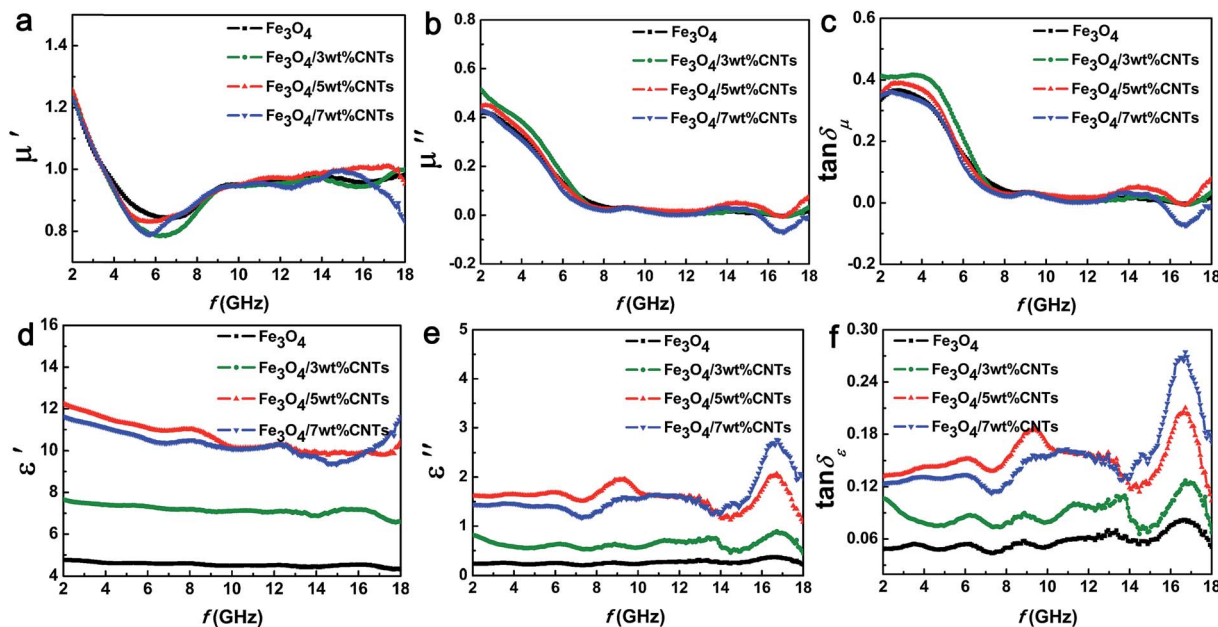 a
μ′
1.4
1.2
1.0
0.8
2 4 6 8 10 12 14 16 18
f (GHz)
Fe₃O₄
Fe₃O₄/3wt%CNTs
Fe₃O₄/5wt%CNTs
Fe₃O₄/7wt%CNTs
b
μ″
0.8
0.6
0.4
0.2
0.0
-0.2
2 4 6 8 10 12 14 16 18
f (GHz)
Fe₃O₄
Fe₃O₄/3wt%CNTs
Fe₃O₄/5wt%CNTs
Fe₃O₄/7wt%CNTs
c
tanδμ
0.6
0.4
0.2
0.0
-0.2
2 4 6 8 10 12 14 16 18
f (GHz)
Fe₃O₄
Fe₃O₄/3wt%CNTs
Fe₃O₄/5wt%CNTs
Fe₃O₄/7wt%CNTs
d
ε′
16
14
12
10
8
6
4
2 4 6 8 10 12 14 16 18
f (GHz)
Fe₃O₄
Fe₃O₄/3wt%CNTs
Fe₃O₄/5wt%CNTs
Fe₃O₄/7wt%CNTs
e
ε″
5
4
3
2
1
0
2 4 6 8 10 12 14 16 18
f (GHz)
Fe₃O₄
Fe₃O₄/3wt%CNTs
Fe₃O₄/5wt%CNTs
Fe₃O₄/7wt%CNTs
f
tanδε
0.30
0.24
0.18
0.12
0.06
2 4 6 8 10 12 14 16 18
f (GHz)
Fe₃O₄
Fe₃O₄/3wt%CNTs
Fe₃O₄/5wt%CNTs
Fe₃O₄/7wt%CNTs